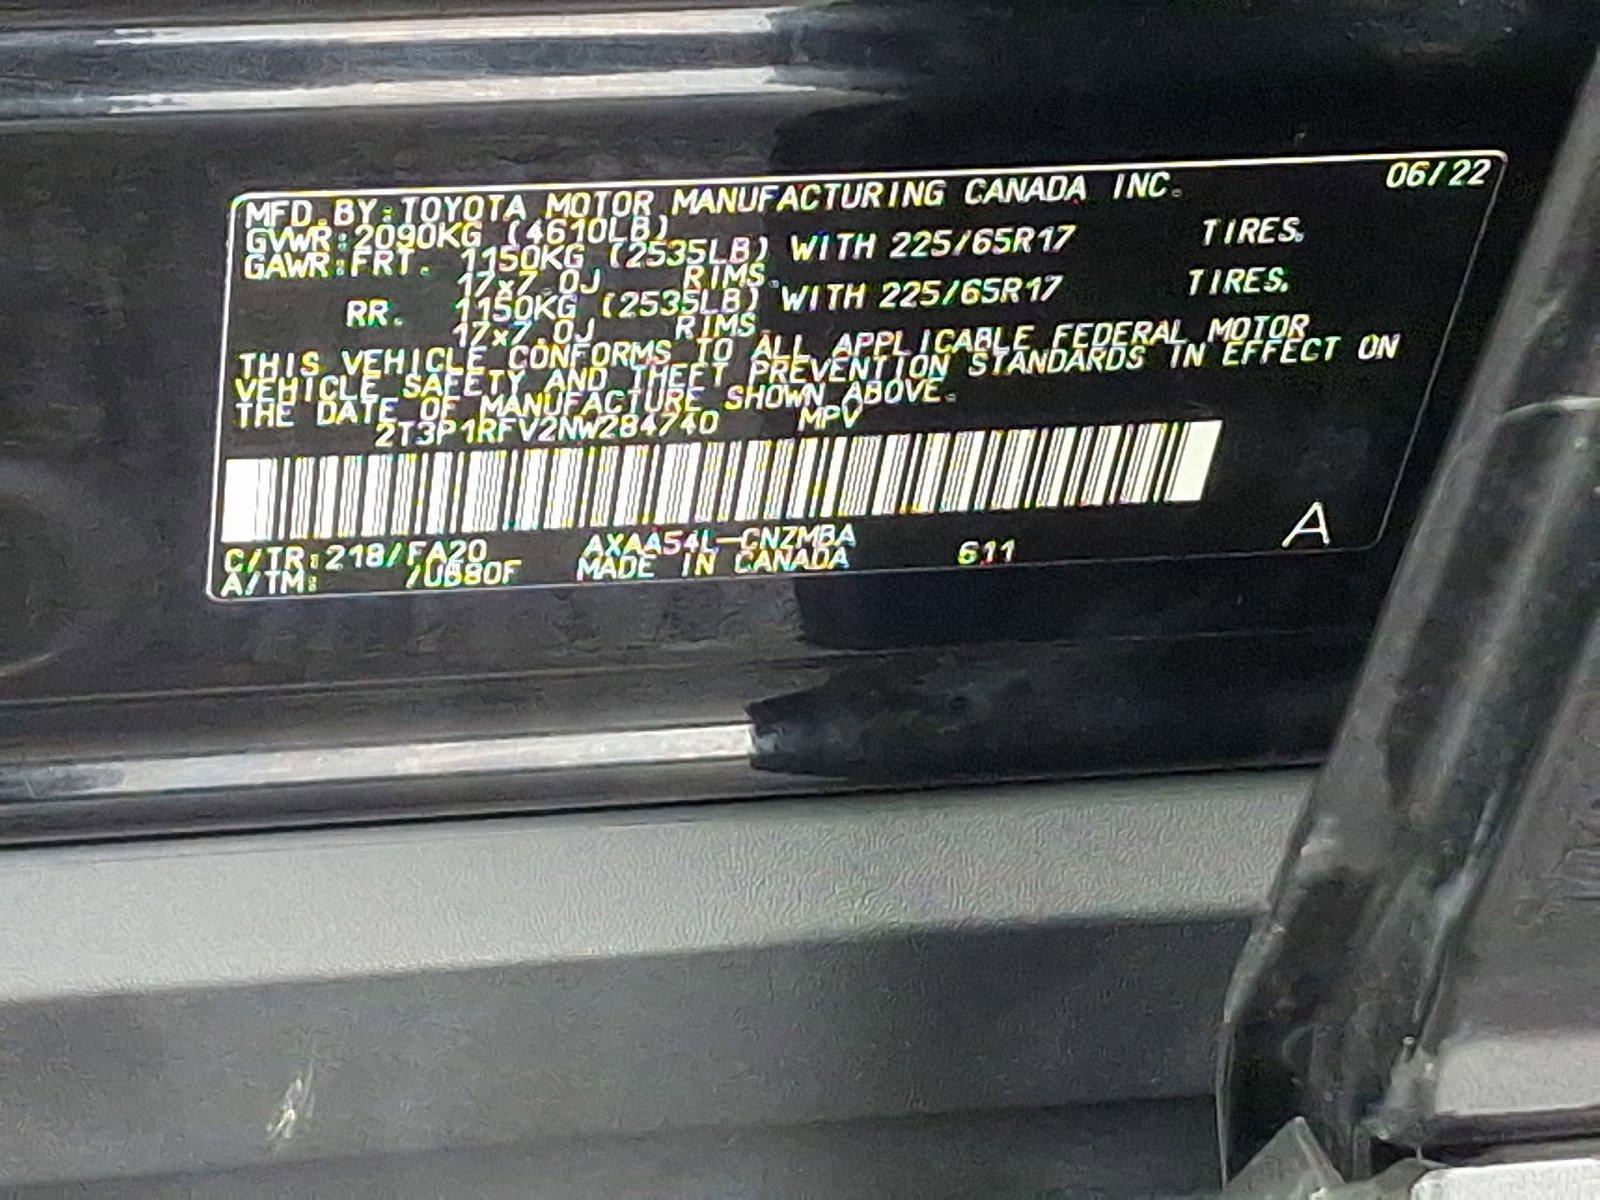 06/22
MFD.BY:TOYOTA MOTOR MANUFACTURING CANADA INC.
GVWR:2090KG (4610LB)
GAWR:FRT. 1150KG (2535LB) WITH 225/65R17 TIRES.
17x7.0J RIMS.
RR. 1150KG (2535LB) WITH 225/65R17 TIRES.
17x7.0J RIMS.
THIS VEHICLE CONFORMS TO ALL APPLICABLE FEDERAL MOTOR
VEHICLE SAFETY AND THEFT PREVENTION STANDARDS IN EFFECT ON
THE DATE OF MANUFACTURE SHOWN ABOVE.
2T3P1RFV2NW284740 MPV
C/TR:218/FA20 AXAA54L-CNZMBA 611 A
A/TM: /UB80F MADE IN CANADA